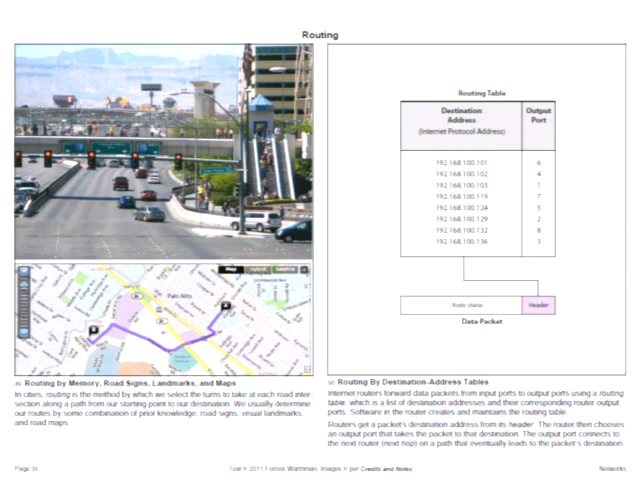 Routing
Routing Table
Destination
Address
(Internet Protocol Address)
Output
Port
192.168.100.101 6
192.168.100.102 4
192.168.100.103 1
192.168.100.119 7
192.168.100.124 5
192.168.100.129 2
192.168.100.132 8
192.168.100.136 3
Body data Header
Data Packet
Map Hybrid Satellite
Palo Alto
A
B
Routing by Memory, Road Signs, Landmarks, and Maps
In cities, routing is the method by which we select the turns to take at each road inter-
section along a path from our starting point to our destination. We usually determine
our routes by some combination of prior knowledge, road signs, visual landmarks,
and road maps.
Routing By Destination-Address Tables
Internet routers forward data packets from input ports to output ports using a routing
table, which is a list of destination addresses and their corresponding router output
ports. Software in the router creates and maintains the routing table.
Routers get a packet's destination address from its header. The router then chooses
an output port that takes the packet to that destination. The output port connects to
the next router (next hop) on a path that eventually leads to the packet's destination.
Page 35
Text © 2011 Forrest Warthman. Images © per Credits and Notes
Networks